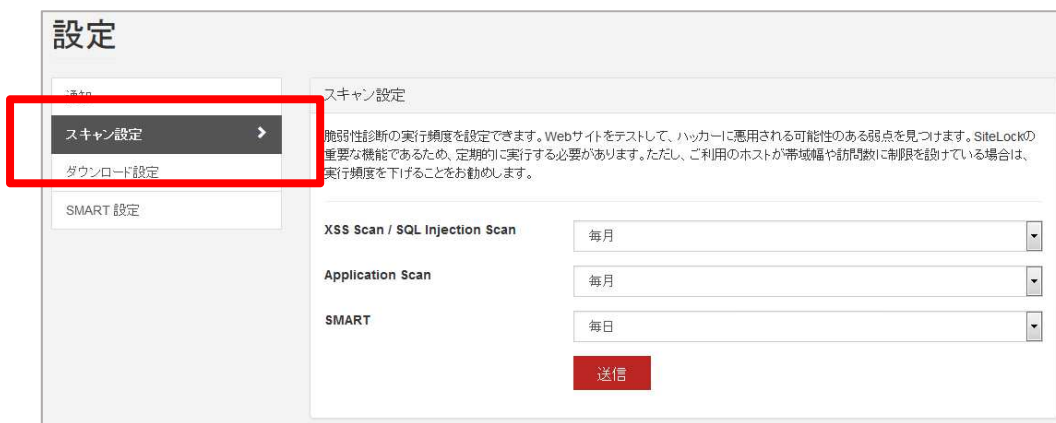 設定
通知
スキャン設定
ダウンロード設定
SMART 設定
スキャン設定
脆弱性診断の実行頻度を設定できます。Webサイトをテストして、ハッカーに悪用される可能性のある弱点を見つけます。SiteLockの
重要な機能であるため、定期的に実行する必要があります。ただし、ご利用のホストが帯域幅や訪問数に制限を設けている場合は、
実行頻度を下げることをお勧めします。
XSS Scan / SQL Injection Scan
毎月
Application Scan
毎月
SMART
毎日
送信